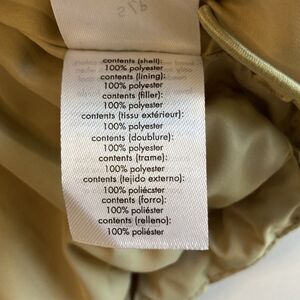 S/P
contents (shell):
100% polyester
contents (lining):
100% polyester
contents (filler):
100% polyester
contents (tissu extérieur):
100% polyester
contents (doublure):
100% polyester
contents (trame):
100% polyester
contents (tejido externo):
100% poliécster
contents (forro):
100% poliéster
contents (relleno):
100% poliéster